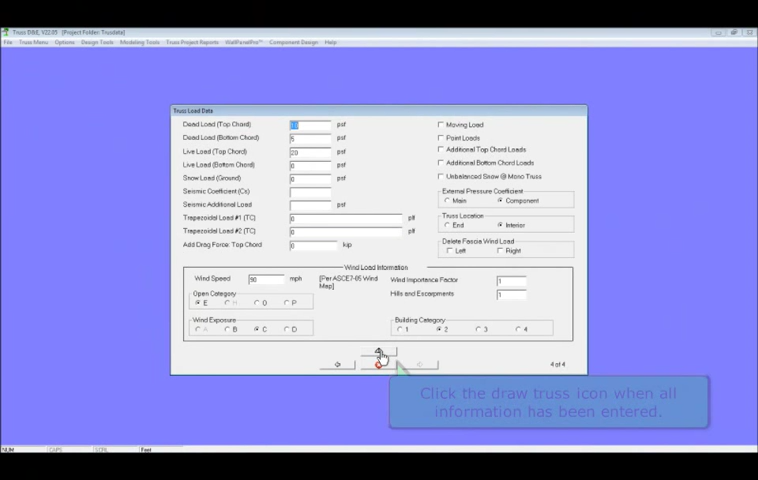 Truss D&E, V22.05 [Project Folder: Trusdata]
File Truss Menu Options Design Tools Modeling Tools Truss Project Reports WallPanelPro™ Component Design Help
Truss Load Data
Dead Load (Top Chord) 10 psf
Moving Load
Dead Load (Bottom Chord) 5 psf
Point Loads
Live Load (Top Chord) 20 psf
Additional Top Chord Loads
Live Load (Bottom Chord) 0 psf
Additional Bottom Chord Loads
Snow Load (Ground) 0 psf
Unbalanced Snow @ Mono Truss
Seismic Coefficient (Cs)
External Pressure Coefficient
Main Component
Seismic Additional Load psf
Truss Location
Trapezoidal Load #1 (TC) 0 plf
End Interior
Trapezoidal Load #2 (TC) 0 plf
Add Drag Force: Top Chord 0 kip
Delete Fascia Wind Load
Left Right
Wind Load Information
Wind Speed 90 mph
[Per ASCE7-05 Wind
Map]
Wind Importance Factor 1
Hills and Escarpments 1
Open Category
E H O P
Wind Exposure
A B C D
Building Category
1 2 3 4
4 of 4
Click the draw truss icon when all
information has been entered.
NUM CAPS SCRL Feet